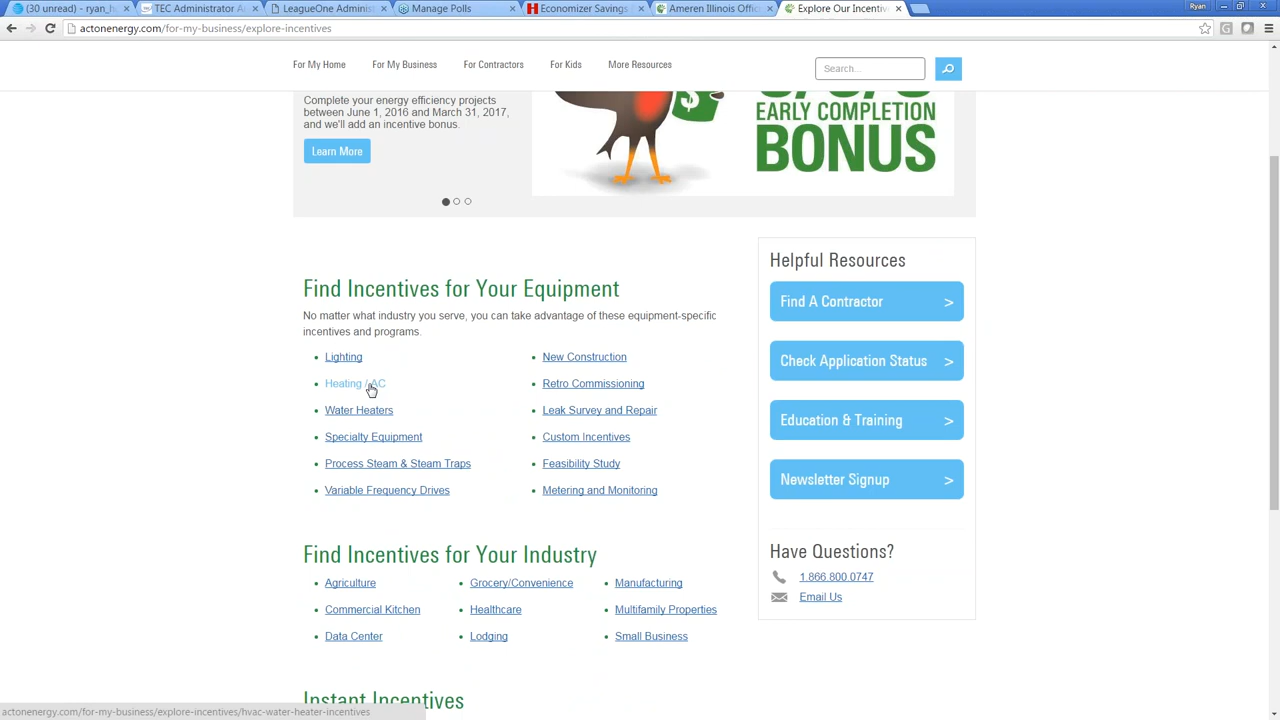 (30 unread) - ryan_h
TEC Administrator A
LeagueOne Adminis
Manage Polls
Economizer Savings
Ameren Illinois Offic
Explore Our Incentiv
Ryan
actonenergy.com/for-my-business/explore-incentives
For My Home
For My Business
For Contractors
For Kids
More Resources
Search...
Complete your energy efficiency projects
between June 1, 2016 and March 31, 2017,
and we'll add an incentive bonus.
Learn More
$
EARLY COMPLETION
BONUS
Find Incentives for Your Equipment
No matter what industry you serve, you can take advantage of these equipment-specific
incentives and programs.
Lighting
Heating / AC
Water Heaters
Specialty Equipment
Process Steam & Steam Traps
Variable Frequency Drives
New Construction
Retro Commissioning
Leak Survey and Repair
Custom Incentives
Feasibility Study
Metering and Monitoring
Find Incentives for Your Industry
Agriculture
Commercial Kitchen
Data Center
Grocery/Convenience
Healthcare
Lodging
Manufacturing
Multifamily Properties
Small Business
Instant Incentives
Helpful Resources
Find A Contractor >
Check Application Status >
Education & Training >
Newsletter Signup >
Have Questions?
1.866.800.0747
Email Us
actonenergy.com/for-my-business/explore-incentives/hvac-water-heater-incentives